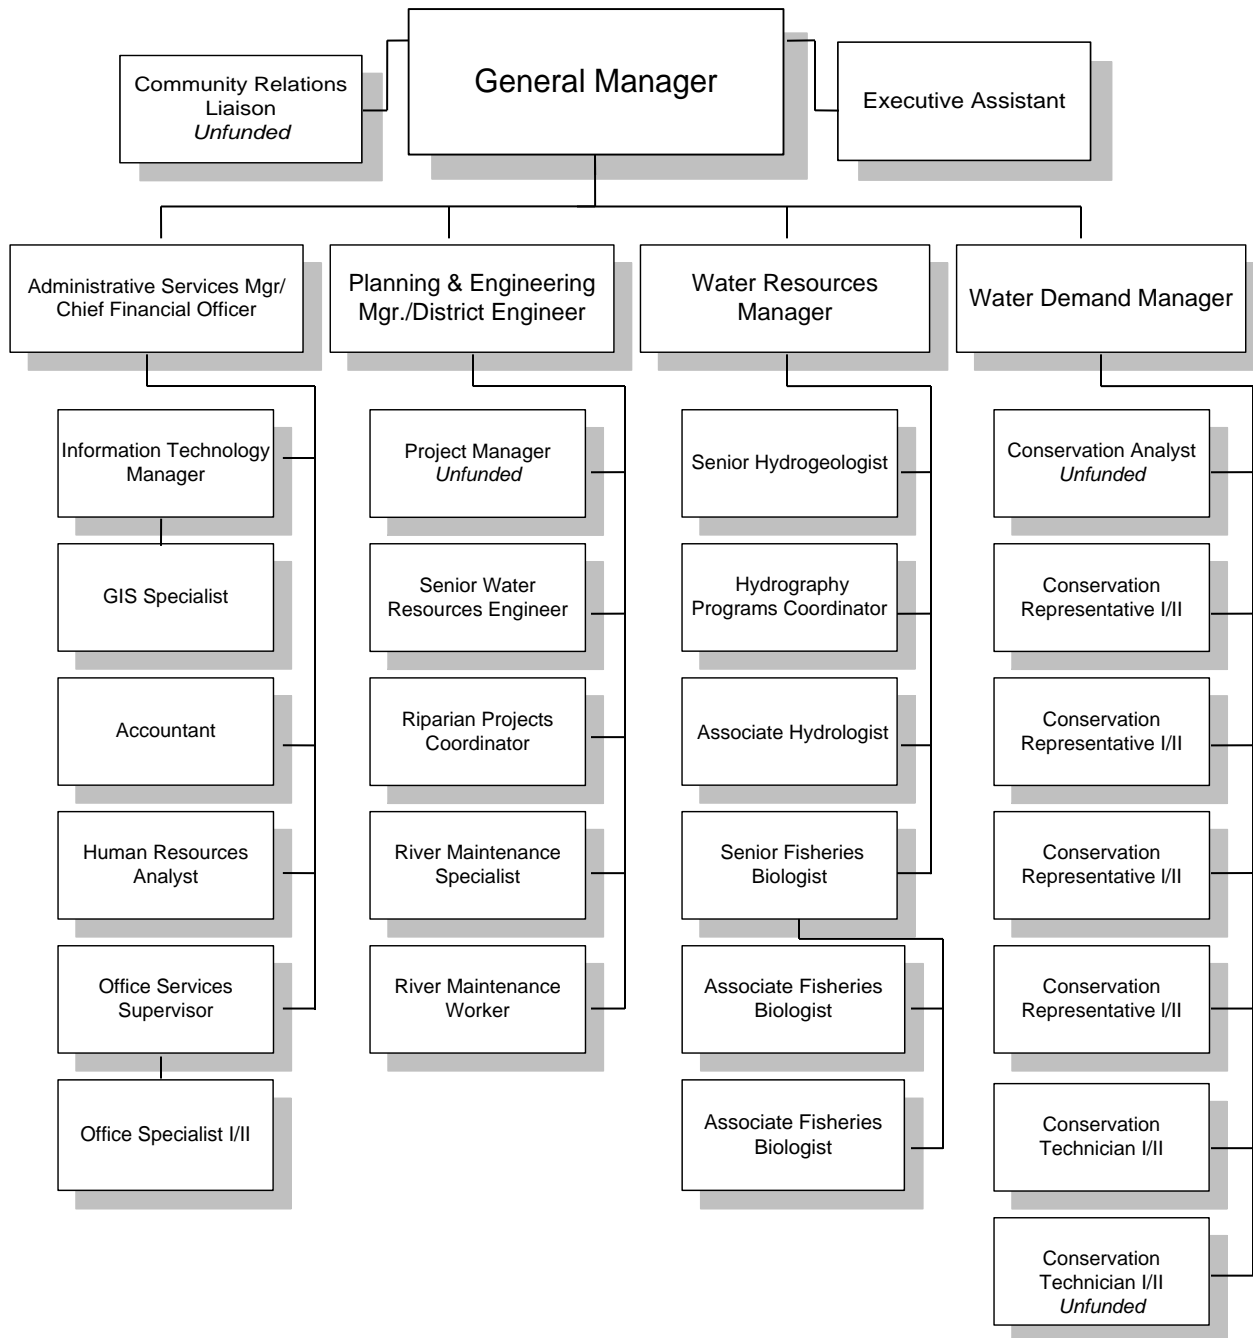 General Manager
Community Relations
Liaison
Unfunded
Executive Assistant
Administrative Services Mgr/
Chief Financial Officer
Planning & Engineering
Mgr./District Engineer
Water Resources
Manager
Water Demand Manager
Information Technology
Manager
GIS Specialist
Accountant
Human Resources
Analyst
Office Services
Supervisor
Office Specialist I/II
Project Manager
Unfunded
Senior Water
Resources Engineer
Riparian Projects
Coordinator
River Maintenance
Specialist
River Maintenance
Worker
Senior Hydrogeologist
Hydrography
Programs Coordinator
Associate Hydrologist
Senior Fisheries
Biologist
Associate Fisheries
Biologist
Associate Fisheries
Biologist
Conservation Analyst
Unfunded
Conservation
Representative I/II
Conservation
Representative I/II
Conservation
Representative I/II
Conservation
Representative I/II
Conservation
Technician I/II
Conservation
Technician I/II
Unfunded